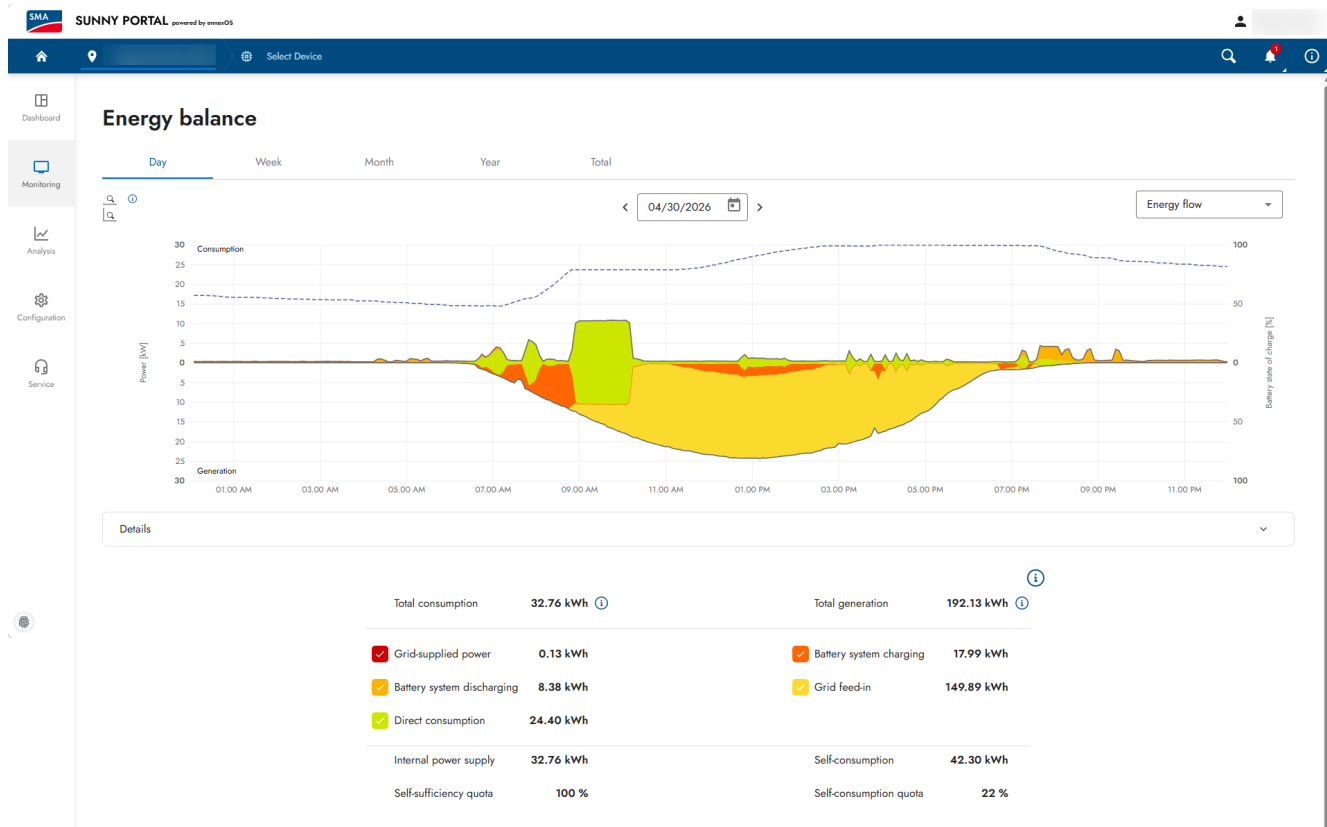 SMA
SUNNY PORTAL powered by ennexOS
Select Device
1
Dashboard
Monitoring
Analysis
Configuration
Service
Energy balance
Day Week Month Year Total
04/30/2026
Energy flow
Consumption
Generation
Power [kW]
30
25
20
15
10
5
0
5
10
15
20
25
30
100
50
0
50
100
Battery state of charge [%]
01:00 AM 03:00 AM 05:00 AM 07:00 AM 09:00 AM 11:00 AM 01:00 PM 03:00 PM 05:00 PM 07:00 PM 09:00 PM 11:00 PM
Details
Total consumption 32.76 kWh
Grid-supplied power 0.13 kWh
Battery system discharging 8.38 kWh
Direct consumption 24.40 kWh
Internal power supply 32.76 kWh
Self-sufficiency quota 100 %
Total generation 192.13 kWh
Battery system charging 17.99 kWh
Grid feed-in 149.89 kWh
Self-consumption 42.30 kWh
Self-consumption quota 22 %